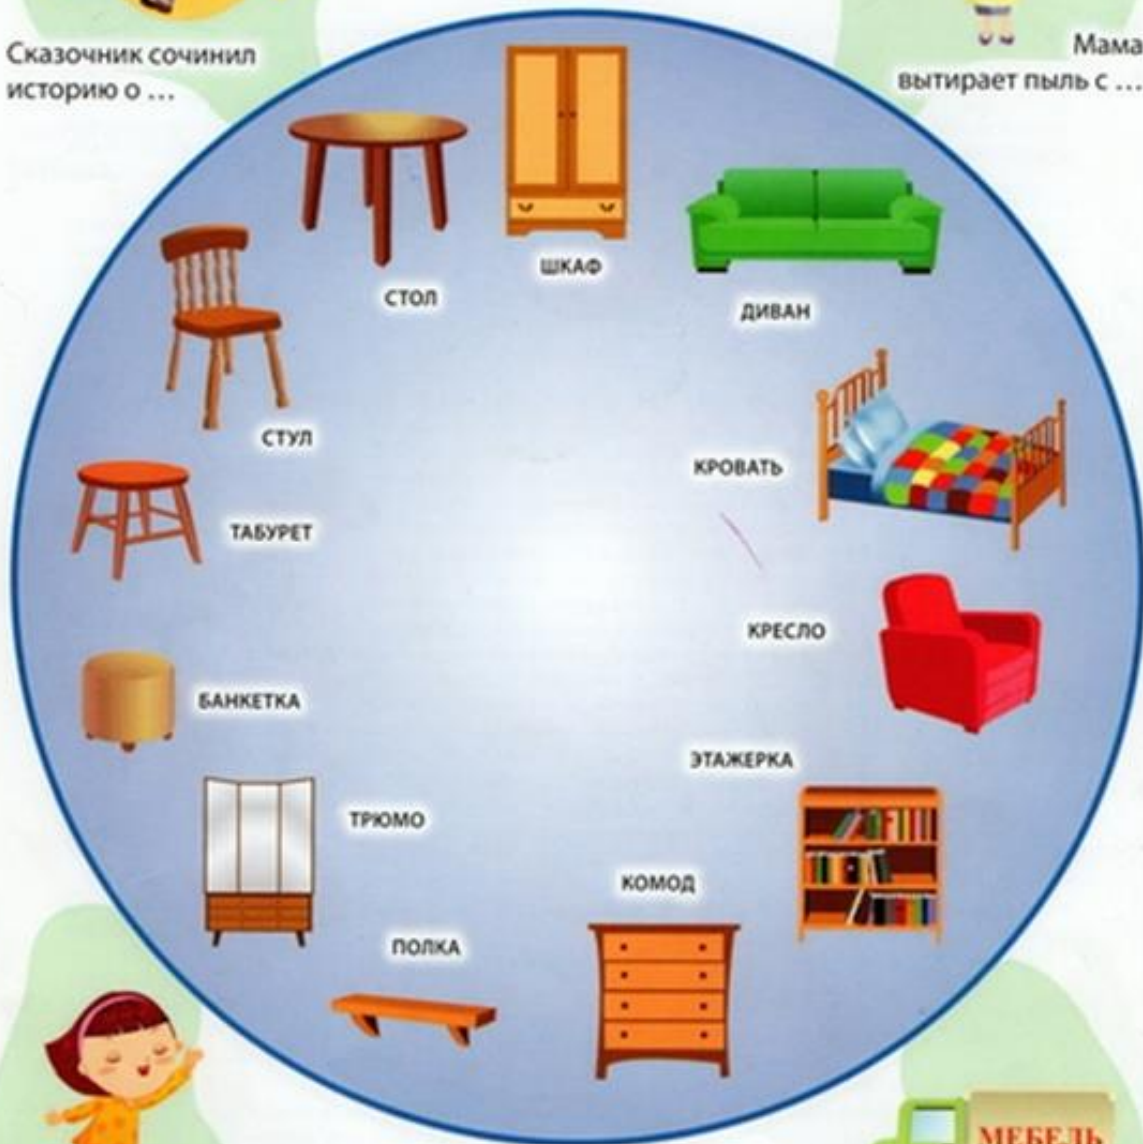 Сказочник сочинил
историю о ...
Мама
вытирает пыль с ...
ШКАФ
СТОЛ
ДИВАН
СТУЛ
КРОВАТЬ
ТАБУРЕТ
КРЕСЛО
БАНКЕТКА
ЭТАЖЕРКА
ТРЮМО
КОМОД
ПОЛКА
МЕБЕЛЬ